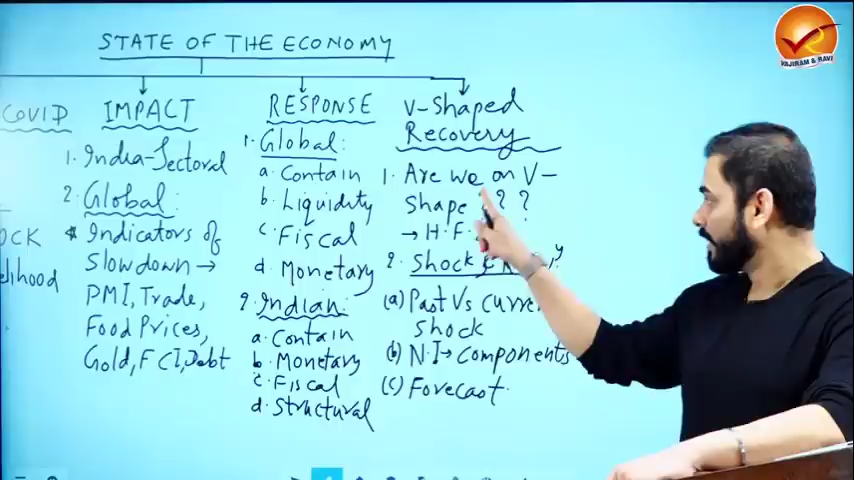 STATE OF THE ECONOMY
COVID
OCK
elihood
IMPACT
1. India-Sectoral
2. Global:
* Indicators of
Slowdown →
PMI, Trade,
Food Prices,
Gold, FCI, Debt
RESPONSE
1. Global:
a. Contain
b. Liquidity
c. Fiscal
d. Monetary
2. Indian:
a. Contain
b. Monetary
c. Fiscal
d. Structural
V-Shaped
Recovery
1. Are we on V-
Shape ? ?
→ H.F.
2. Shock &
(a) Past Vs Curre
Shock
(b) N.I → Components
(c) Forecast.
VAJIRAM & RAVI